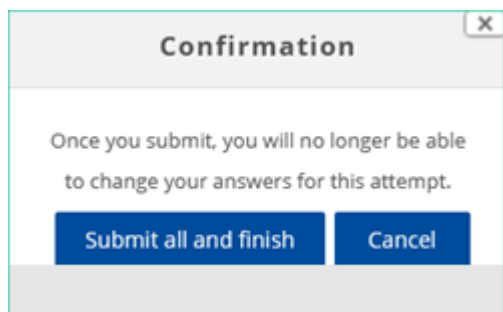 Confirmation
Once you submit, you will no longer be able
to change your answers for this attempt.
Submit all and finish
Cancel